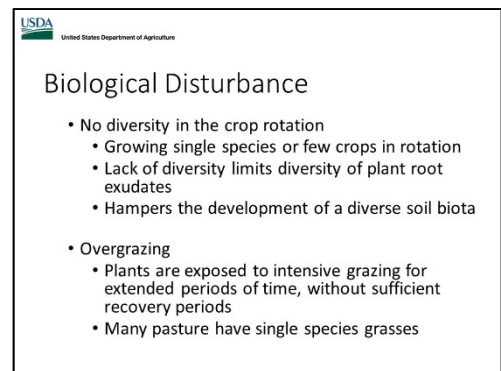 USDA
United States Department of Agriculture
Biological Disturbance
• No diversity in the crop rotation
• Growing single species or few crops in rotation
• Lack of diversity limits diversity of plant root
exudates
• Hampers the development of a diverse soil biota
• Overgrazing
• Plants are exposed to intensive grazing for
extended periods of time, without sufficient
recovery periods
• Many pasture have single species grasses